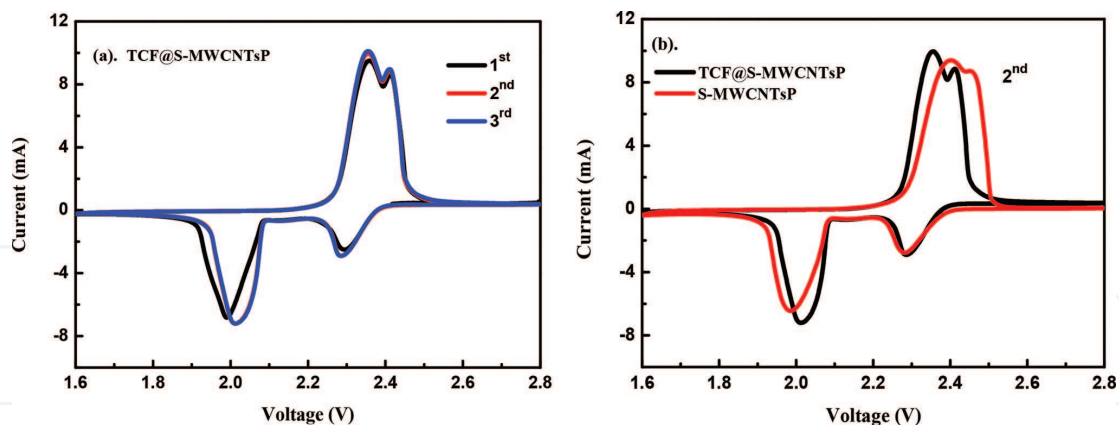 12
8
4
0
-4
-8
Current (mA)
(a). TCF@S-MWCNTsP
1st
2nd
3rd
1.6 1.8 2.0 2.2 2.4 2.6 2.8
Voltage (V)
12
8
4
0
-4
-8
Current (mA)
(b).
TCF@S-MWCNTsP
S-MWCNTsP
2nd
1.6 1.8 2.0 2.2 2.4 2.6 2.8
Voltage (V)